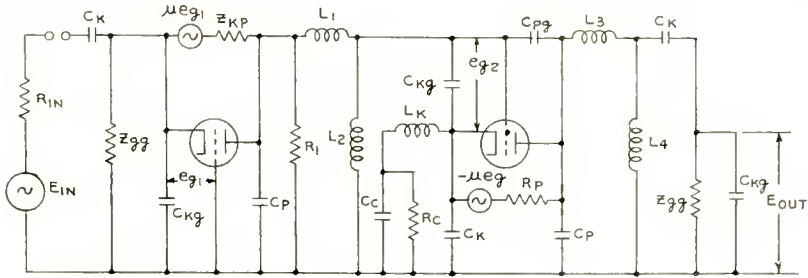 CK
μeg1
ZKP
L1
CPg
L3
CK
RIN
Zgg
EIN
eg1
CKg
CP
R1
L2
LK
CKg
eg2
CC
RC
-μeg
RP
CK
CP
L4
Zgg
CKg
EOUT